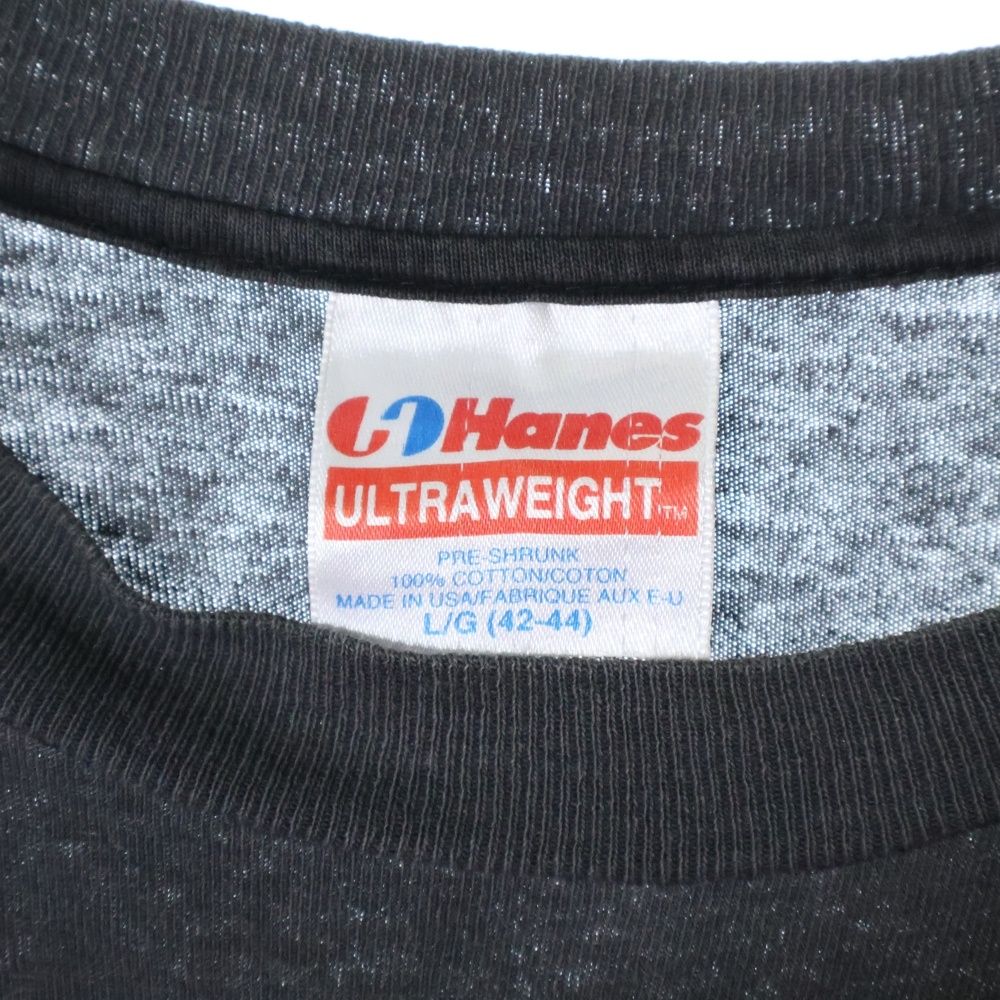 Hanes
ULTRAWEIGHT™
PRE-SHRUNK
100% COTTON/COTON
MADE IN USA/FABRIQUE AUX E-U
L/G (42-44)